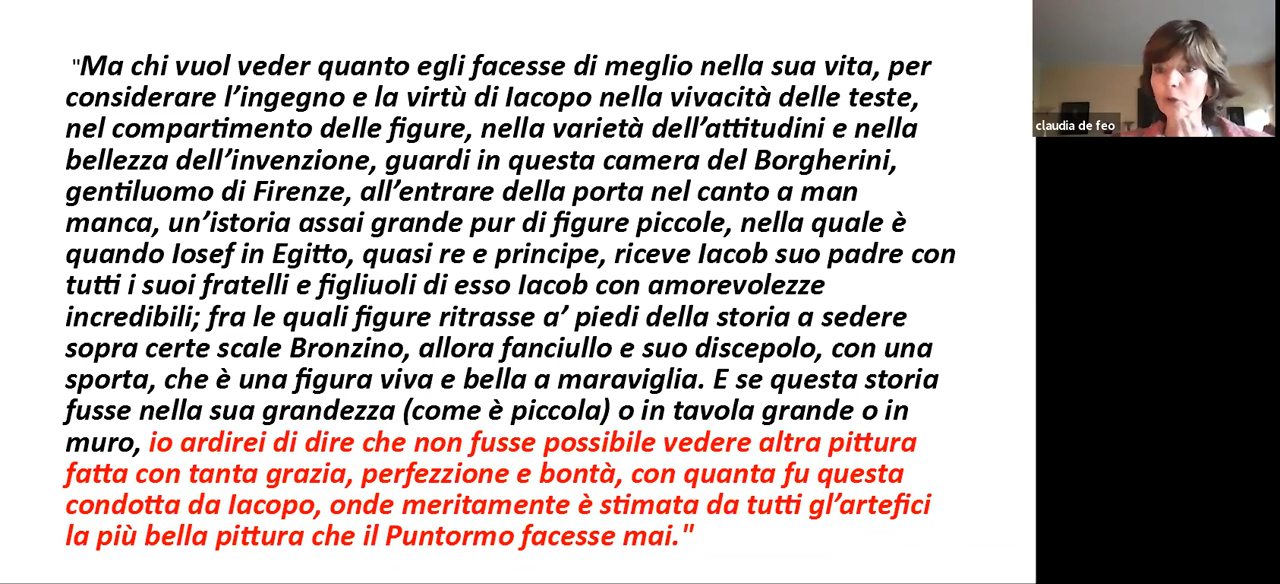 "Ma chi vuol veder quanto egli facesse di meglio nella sua vita, per
considerare l’ingegno e la virtù di Iacopo nella vivacità delle teste,
nel compartimento delle figure, nella varietà dell’attitudini e nella
bellezza dell’invenzione, guardi in questa camera del Borgherini,
gentiluomo di Firenze, all’entrare della porta nel canto a man
manca, un’istoria assai grande pur di figure piccole, nella quale è
quando Iosef in Egitto, quasi re e principe, riceve Iacob suo padre con
tutti i suoi fratelli e figliuoli di esso Iacob con amorevolezze
incredibili; fra le quali figure ritrasse a’ piedi della storia a sedere
sopra certe scale Bronzino, allora fanciullo e suo discepolo, con una
sporta, che è una figura viva e bella a maraviglia. E se questa storia
fusse nella sua grandezza (come è piccola) o in tavola grande o in
muro, io ardirei di dire che non fusse possibile vedere altra pittura
fatta con tanta grazia, perfezzione e bontà, con quanta fu questa
condotta da Iacopo, onde meritamente è stimata da tutti gl’artefici
la più bella pittura che il Puntormo facesse mai."
claudia de feo